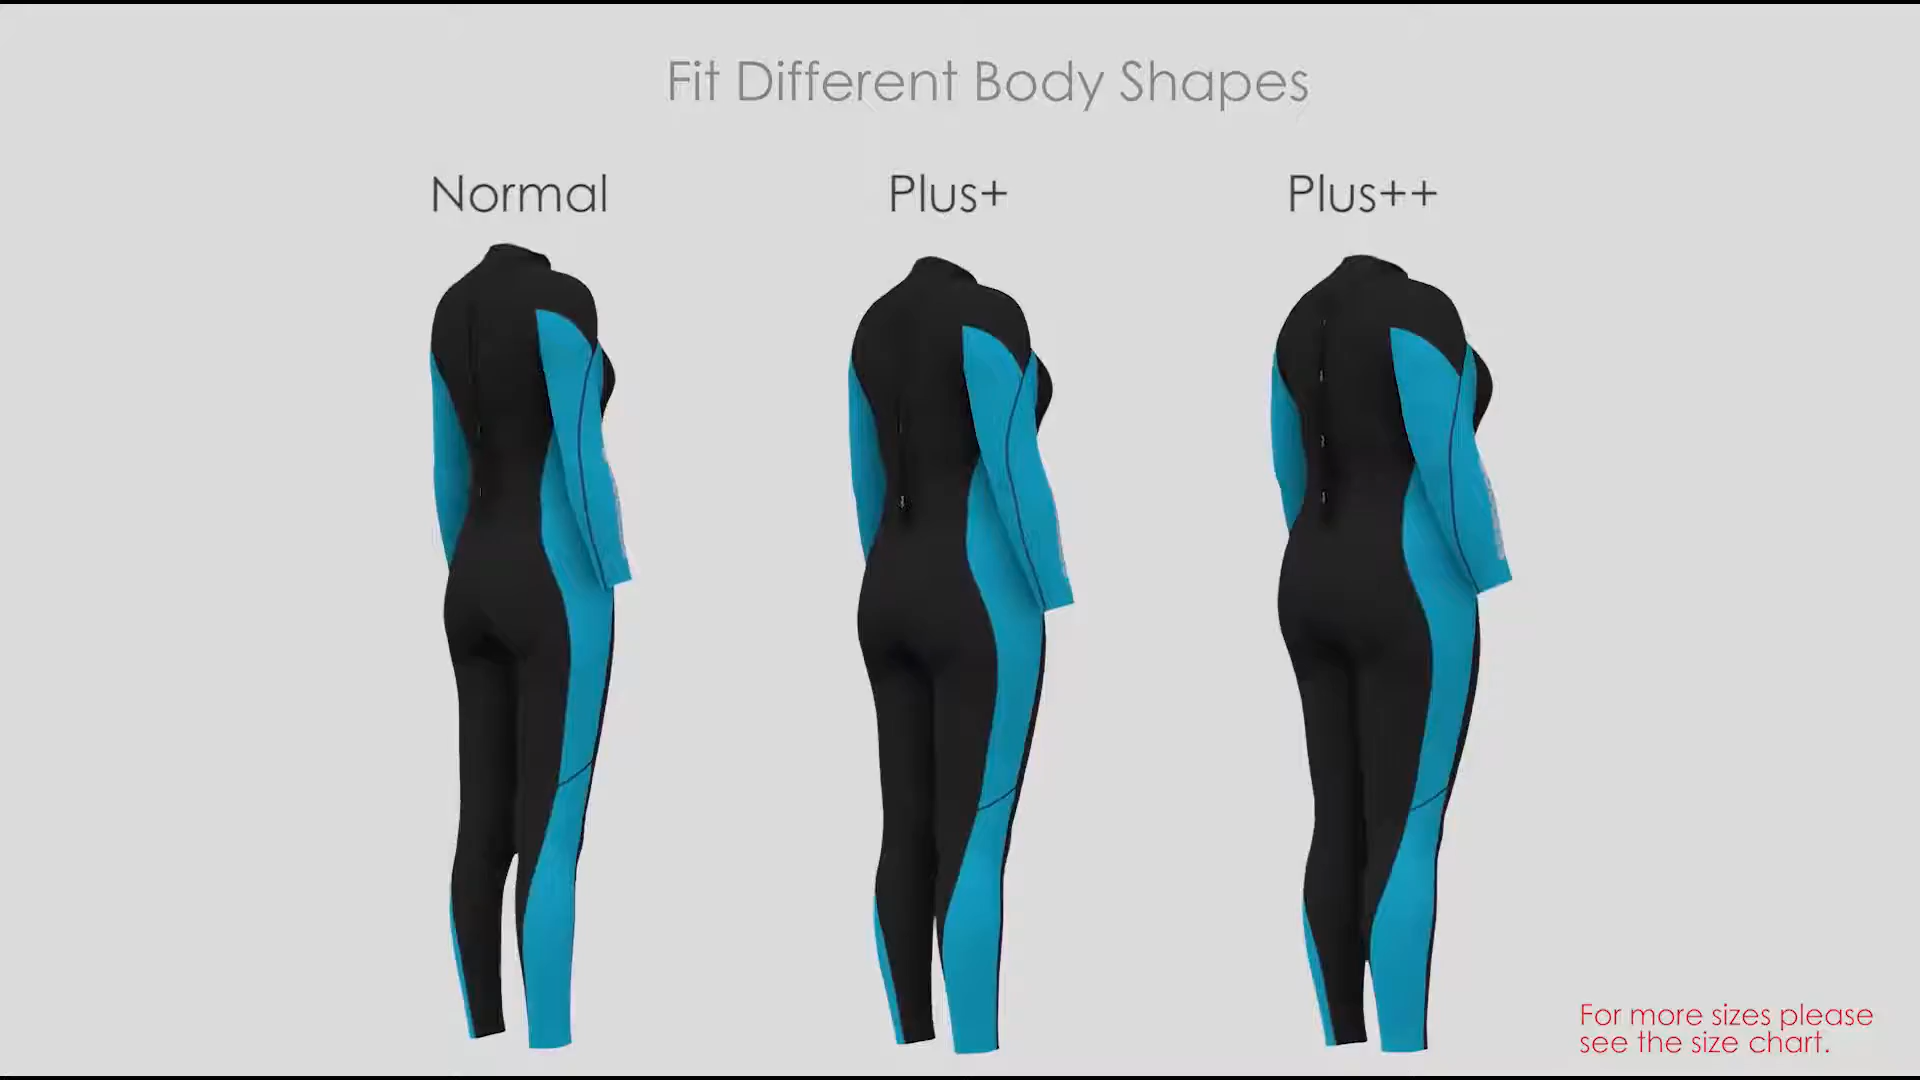 Fit Different Body Shapes
Normal
Plus+
Plus++
For more sizes please
see the size chart.